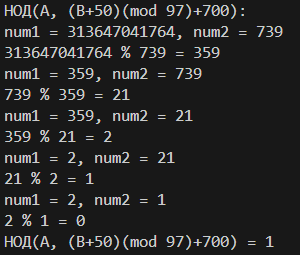 НОД(A, (B+50)(mod 97)+700):
num1 = 313647041764, num2 = 739
313647041764 % 739 = 359
num1 = 359, num2 = 739
739 % 359 = 21
num1 = 359, num2 = 21
359 % 21 = 2
num1 = 2, num2 = 21
21 % 2 = 1
num1 = 2, num2 = 1
2 % 1 = 0
НОД(A, (B+50)(mod 97)+700) = 1